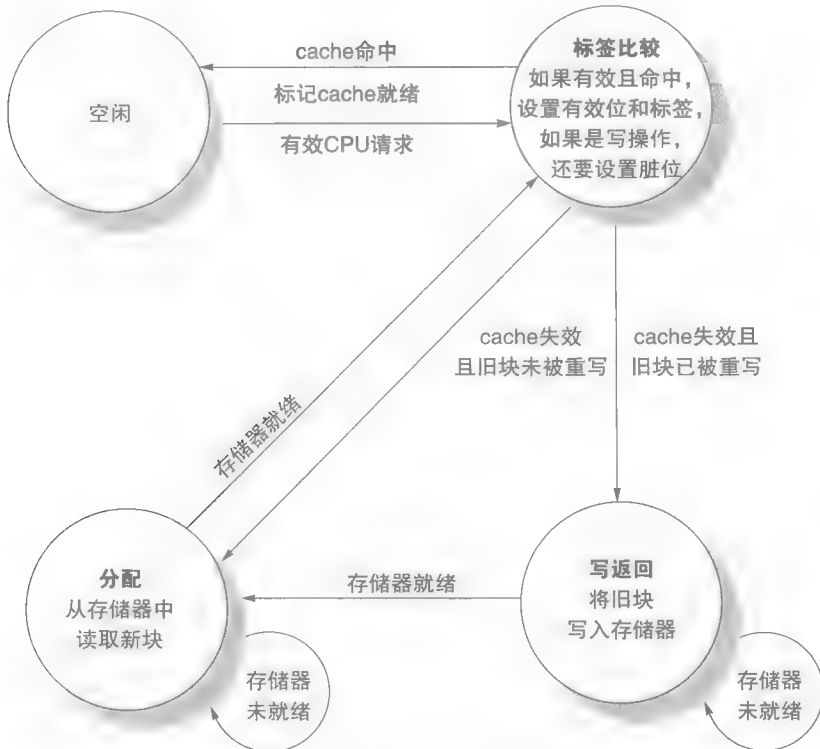 cache命中
标记cache就绪
空闲
有效CPU请求
标签比较
如果有效且命中，
设置有效位和标签，
如果是写操作，
还要设置脏位
cache失效
且旧块未被重写
cache失效且
旧块已被重写
存储器就绪
分配
从存储器中
读取新块
存储器就绪
写返回
将旧块
写入存储器
存储器
未就绪
存储器
未就绪